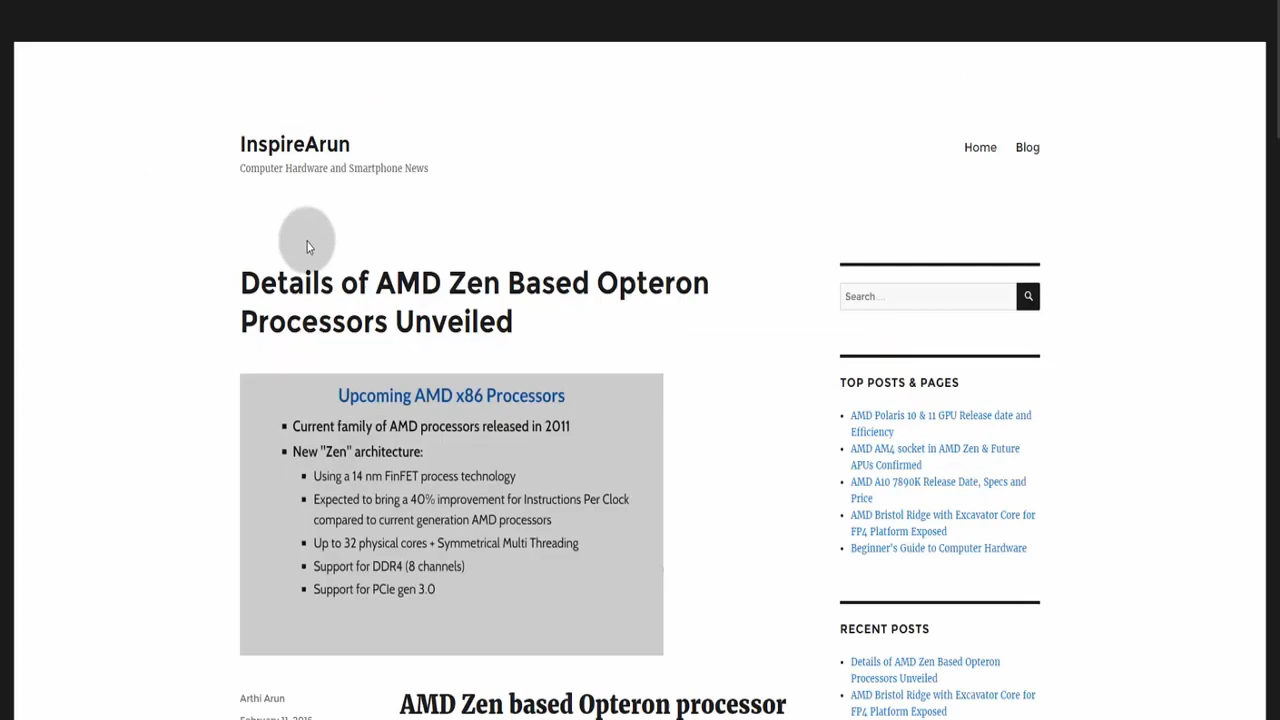 InspireArun
Computer Hardware and Smartphone News
Home Blog
Details of AMD Zen Based Opteron
Processors Unveiled
Upcoming AMD x86 Processors
▪ Current family of AMD processors released in 2011
▪ New "Zen" architecture:
▪ Using a 14 nm FinFET process technology
▪ Expected to bring a 40% improvement for Instructions Per Clock
compared to current generation AMD processors
▪ Up to 32 physical cores + Symmetrical Multi Threading
▪ Support for DDR4 (8 channels)
▪ Support for PCIe gen 3.0
Arthi Arun
February 11, 2016
AMD Zen based Opteron processor
Search …
TOP POSTS & PAGES
• AMD Polaris 10 & 11 GPU Release date and
Efficiency
• AMD AM4 socket in AMD Zen & Future
APUs Confirmed
• AMD A10 7890K Release Date, Specs and
Price
• AMD Bristol Ridge with Excavator Core for
FP4 Platform Exposed
• Beginner's Guide to Computer Hardware
RECENT POSTS
• Details of AMD Zen Based Opteron
Processors Unveiled
• AMD Bristol Ridge with Excavator Core for
FP4 Platform Exposed